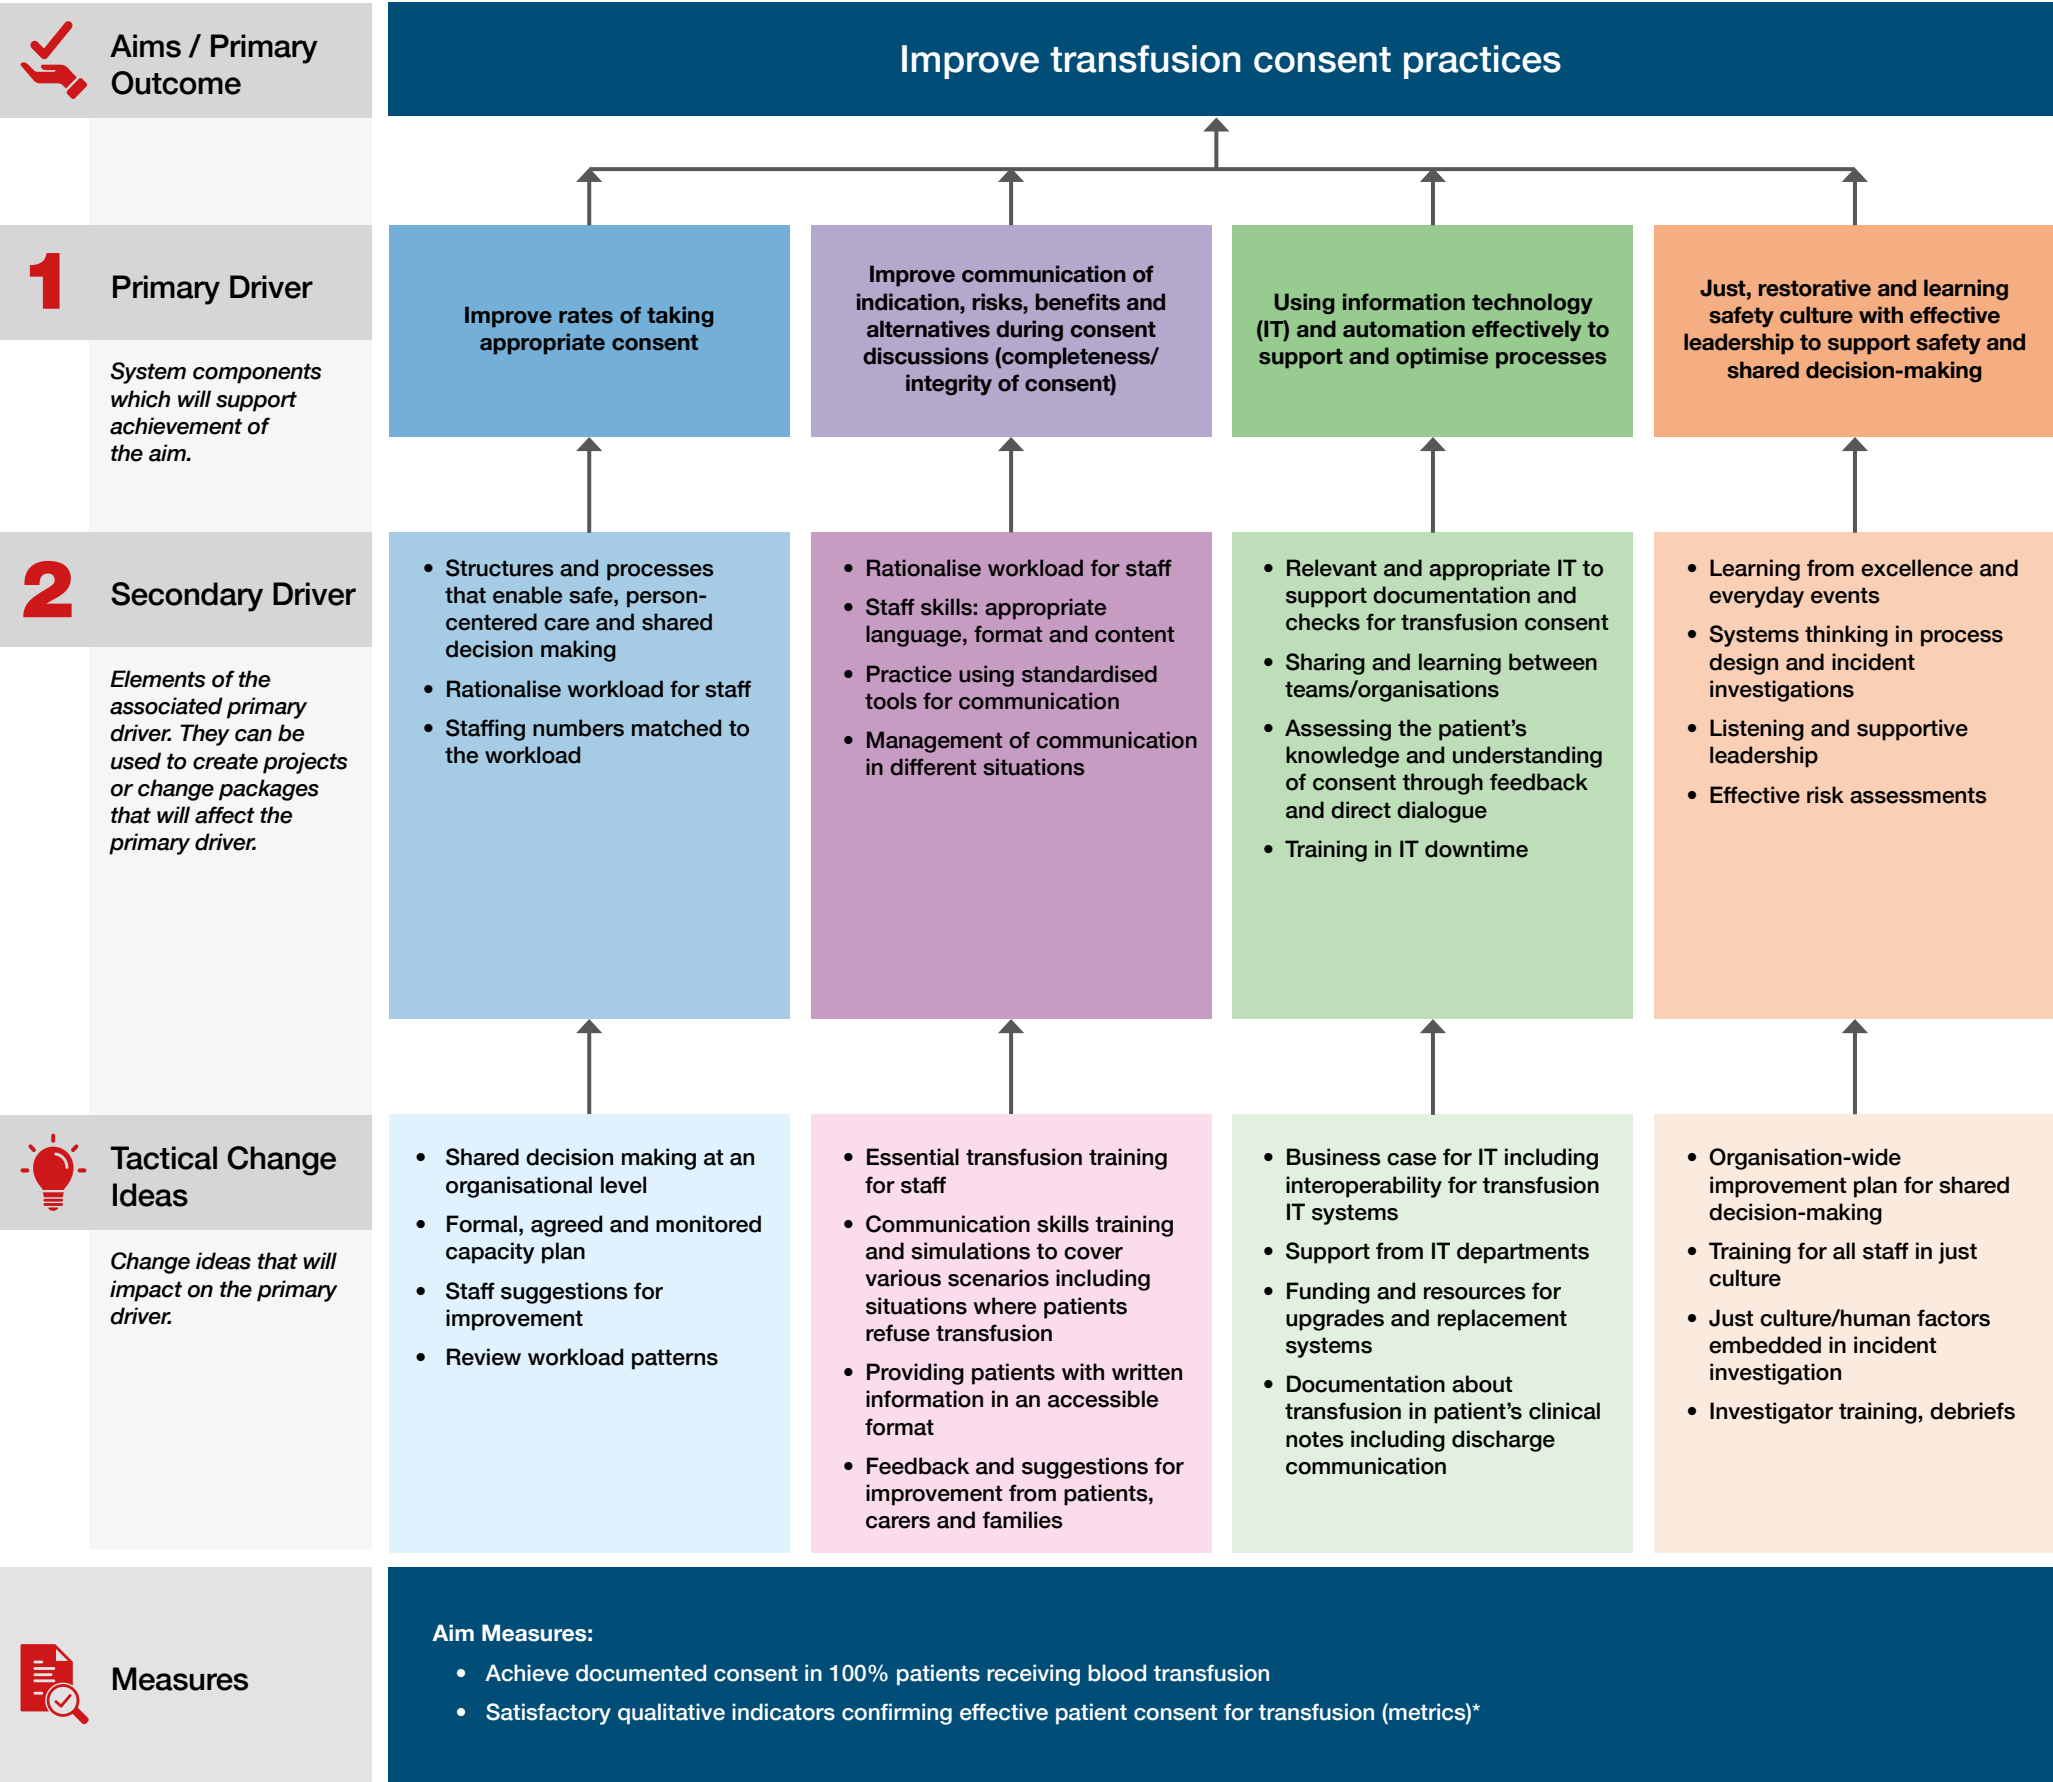 Aims / Primary
Outcome
Improve transfusion consent practices
1
Primary Driver
System components
which will support
achievement of
the aim.
Improve rates of taking
appropriate consent
Improve communication of
indication, risks, benefits and
alternatives during consent
discussions (completeness/
integrity of consent)
Using information technology
(IT) and automation effectively to
support and optimise processes
Just, restorative and learning
safety culture with effective
leadership to support safety and
shared decision-making
2
Secondary Driver
Elements of the
associated primary
driver. They can be
used to create projects
or change packages
that will affect the
primary driver.
• Structures and processes
that enable safe, person-
centered care and shared
decision making
• Rationalise workload for staff
• Staffing numbers matched to
the workload
• Rationalise workload for staff
• Staff skills: appropriate
language, format and content
• Practice using standardised
tools for communication
• Management of communication
in different situations
• Relevant and appropriate IT to
support documentation and
checks for transfusion consent
• Sharing and learning between
teams/organisations
• Assessing the patient’s
knowledge and understanding
of consent through feedback
and direct dialogue
• Training in IT downtime
• Learning from excellence and
everyday events
• Systems thinking in process
design and incident
investigations
• Listening and supportive
leadership
• Effective risk assessments
Tactical Change
Ideas
Change ideas that will
impact on the primary
driver.
• Shared decision making at an
organisational level
• Formal, agreed and monitored
capacity plan
• Staff suggestions for
improvement
• Review workload patterns
• Essential transfusion training
for staff
• Communication skills training
and simulations to cover
various scenarios including
situations where patients
refuse transfusion
• Providing patients with written
information in an accessible
format
• Feedback and suggestions for
improvement from patients,
carers and families
• Business case for IT including
interoperability for transfusion
IT systems
• Support from IT departments
• Funding and resources for
upgrades and replacement
systems
• Documentation about
transfusion in patient’s clinical
notes including discharge
communication
• Organisation-wide
improvement plan for shared
decision-making
• Training for all staff in just
culture
• Just culture/human factors
embedded in incident
investigation
• Investigator training, debriefs
Measures
Aim Measures:
• Achieve documented consent in 100% patients receiving blood transfusion
• Satisfactory qualitative indicators confirming effective patient consent for transfusion (metrics)*